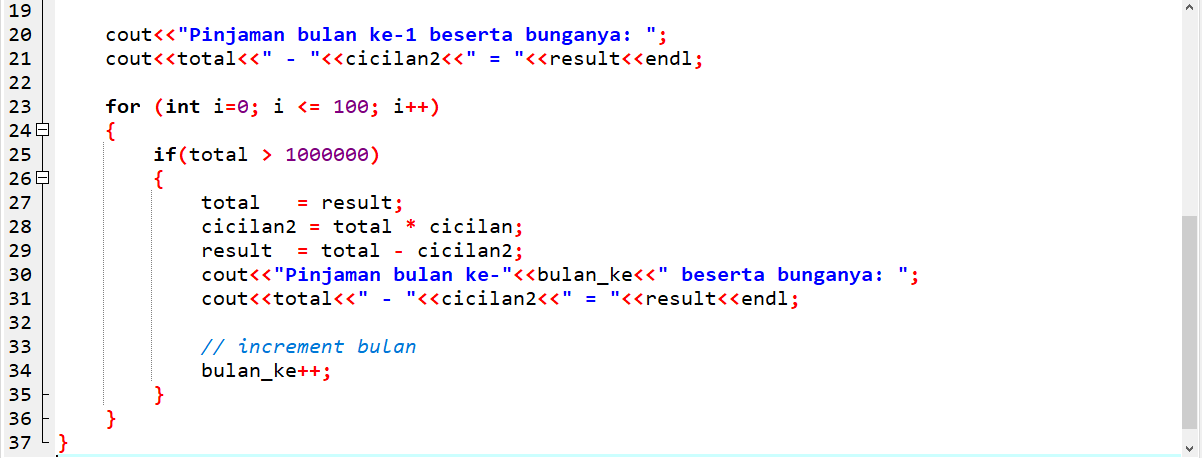 19
20 cout<<"Pinjaman bulan ke-1 beserta bunganya: ";
21 cout<<total<<" - "<<cicilan2<<" = "<<result<<endl;
22
23 for (int i=0; i <= 100; i++)
24 {
25 if(total > 1000000)
26 {
27 total   = result;
28 cicilan2 = total * cicilan;
29 result  = total - cicilan2;
30 cout<<"Pinjaman bulan ke-"<<bulan_ke<<" beserta bunganya: ";
31 cout<<total<<" - "<<cicilan2<<" = "<<result<<endl;
32
33 // increment bulan
34 bulan_ke++;
35 }
36 }
37 }